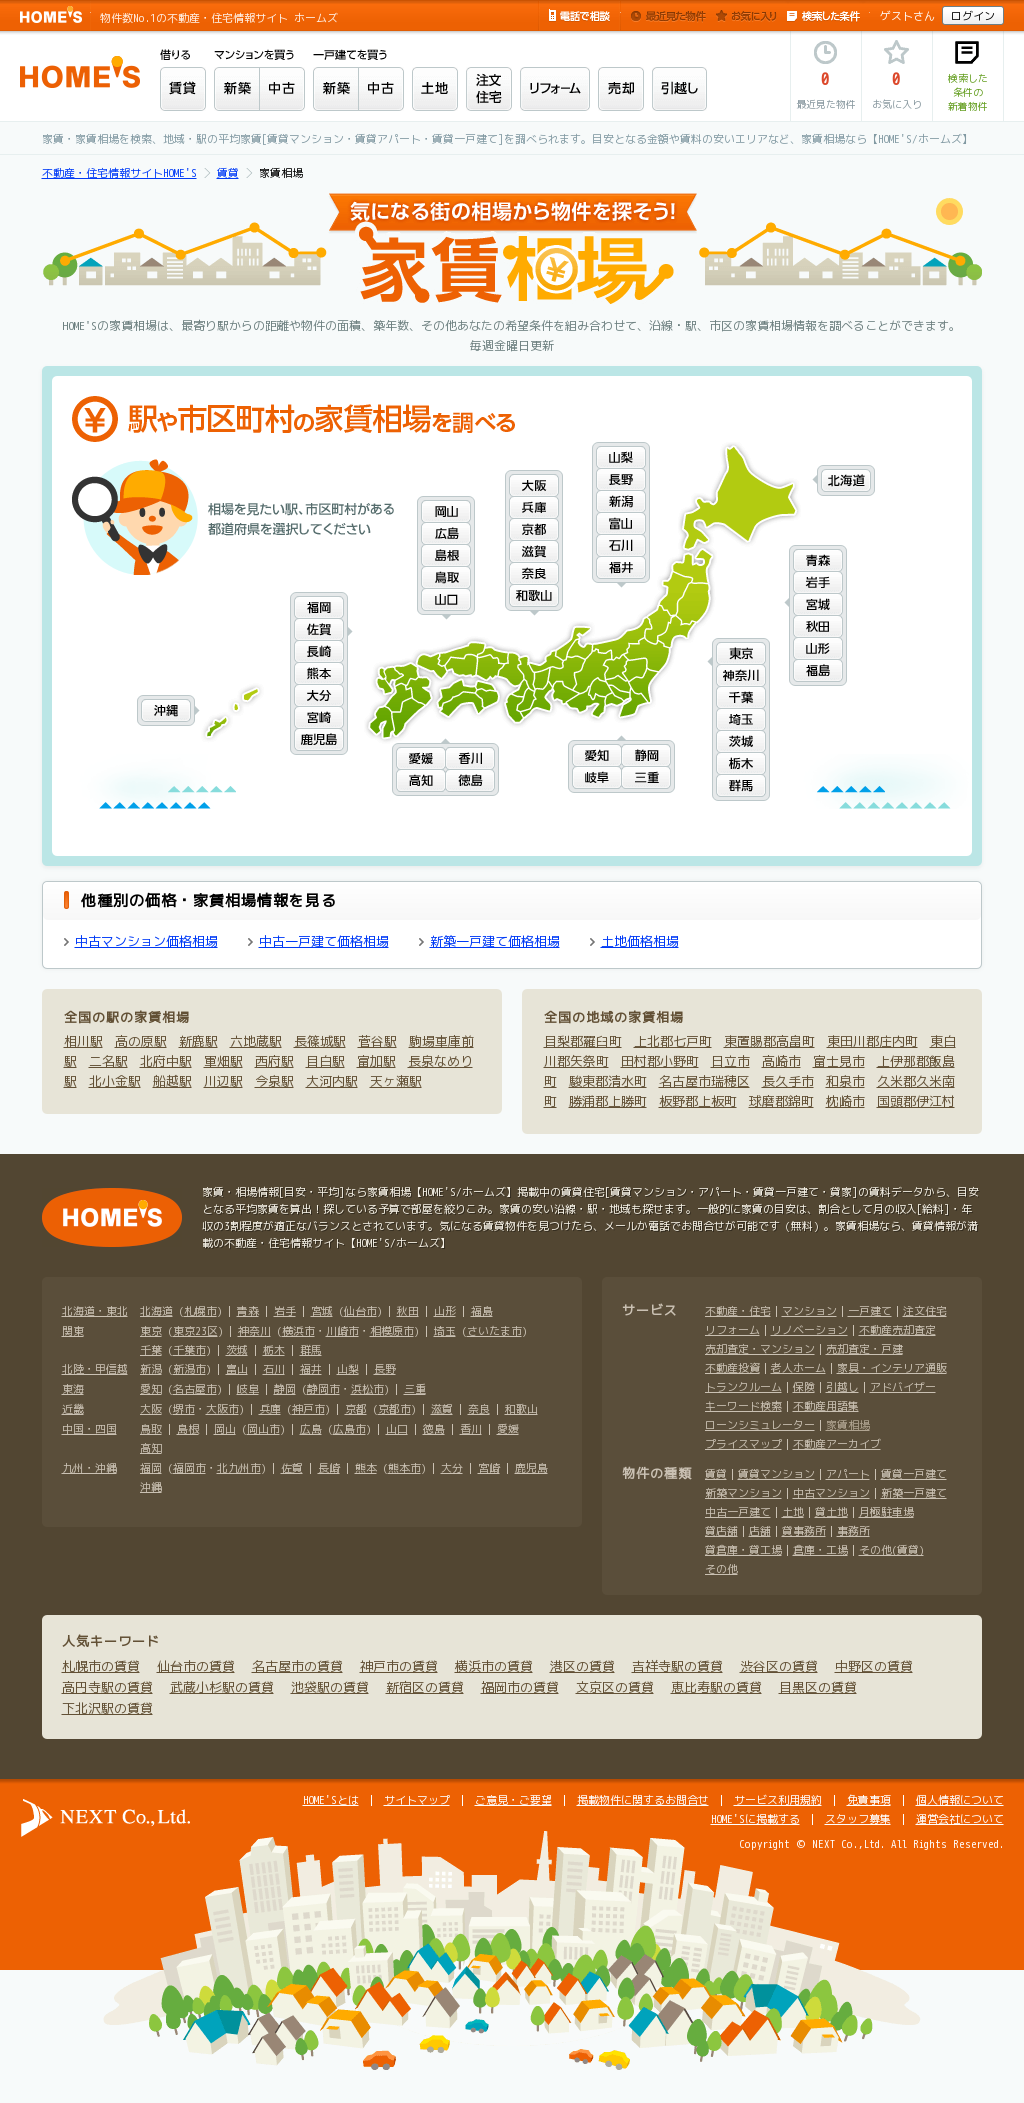 HOME'S 物件数No.1の不動産・住宅情報サイト ホームズ 電話で相談 最近見た物件 お気に入り 検索した条件 ゲストさん ログイン
HOME'S
借りる マンションを買う 一戸建てを買う
賃貸 新築 中古 新築 中古 土地 注文住宅 リフォーム 売却 引越し
0 最近見た物件
0 お気に入り
検索した条件の新着物件
家賃・家賃相場を検索、地域・駅の平均家賃[賃貸マンション・賃貸アパート・賃貸一戸建て]を調べられます。目安となる金額や賃料の安いエリアなど、家賃相場なら【HOME'S/ホームズ】
不動産・住宅情報サイトHOME'S 賃貸 家賃相場
気になる街の相場から物件を探そう!
家賃相場
HOME'Sの家賃相場は、最寄り駅からの距離や物件の面積、築年数、その他あなたの希望条件を組み合わせて、沿線・駅、市区の家賃相場情報を調べることができます。
毎週金曜日更新
駅や市区町村の家賃相場を調べる
相場を見たい駅、市区町村がある
都道府県を選択してください
北海道
青森
岩手
宮城
秋田
山形
福島
山梨
長野
新潟
富山
石川
福井
大阪
兵庫
京都
滋賀
奈良
和歌山
岡山
広島
島根
鳥取
山口
福岡
佐賀
長崎
熊本
大分
宮崎
鹿児島
沖縄
東京
神奈川
千葉
埼玉
茨城
栃木
群馬
愛媛 香川
高知 徳島
愛知 静岡
岐阜 三重
他種別の価格・家賃相場情報を見る
中古マンション価格相場 中古一戸建て価格相場 新築一戸建て価格相場 土地価格相場
全国の駅の家賃相場
相川駅 高の原駅 新鹿駅 六地蔵駅 長篠城駅 菅谷駅 駒場車庫前
駅 二名駅 北府中駅 軍畑駅 西府駅 目白駅 富加駅 長泉なめり
駅 北小金駅 船越駅 川辺駅 今泉駅 大河内駅 天ヶ瀬駅
全国の地域の家賃相場
目梨郡羅臼町 上北郡七戸町 東置賜郡高畠町 東田川郡庄内町 東白
川郡矢祭町 田村郡小野町 日立市 高崎市 富士見市 上伊那郡飯島
町 駿東郡清水町 名古屋市瑞穂区 長久手市 和泉市 久米郡久米南
町 勝浦郡上勝町 板野郡上板町 球磨郡錦町 枕崎市 国頭郡伊江村
HOME'S
家賃・相場情報[目安・平均]なら家賃相場【HOME'S/ホームズ】掲載中の賃貸住宅[賃貸マンション・アパート・賃貸一戸建て・貸家]の賃料データから、目安
となる平均家賃を算出！探している予算で部屋を絞りこみ。家賃の安い沿線・駅・地域も探せます。一般的に家賃の目安は、割合として月の収入[給料]・年
収の3割程度が適正なバランスとされています。気になる賃貸物件を見つけたら、メールか電話でお問合せが可能です（無料）。家賃相場なら、賃貸情報が満
載の不動産・住宅情報サイト【HOME'S/ホームズ】
北海道・東北 北海道（札幌市）| 青森 | 岩手 | 宮城（仙台市）| 秋田 | 山形 | 福島
関東 東京（東京23区）| 神奈川（横浜市・川崎市・相模原市）| 埼玉（さいたま市）
千葉（千葉市）| 茨城 | 栃木 | 群馬
北陸・甲信越 新潟（新潟市）| 富山 | 石川 | 福井 | 山梨 | 長野
東海 愛知（名古屋市）| 岐阜 | 静岡（静岡市・浜松市）| 三重
近畿 大阪（堺市・大阪市）| 兵庫（神戸市）| 京都（京都市）| 滋賀 | 奈良 | 和歌山
中国・四国 鳥取 | 島根 | 岡山（岡山市）| 広島（広島市）| 山口 | 徳島 | 香川 | 愛媛
高知
九州・沖縄 福岡（福岡市・北九州市）| 佐賀 | 長崎 | 熊本（熊本市）| 大分 | 宮崎 | 鹿児島
沖縄
サービス 不動産・住宅 | マンション | 一戸建て | 注文住宅
リフォーム | リノベーション | 不動産売却査定
売却査定・マンション | 売却査定・戸建
不動産投資 | 老人ホーム | 家具・インテリア通販
トランクルーム | 保険 | 引越し | アドバイザー
キーワード検索 | 不動産用語集
ローンシミュレーター | 家賃相場
プライスマップ | 不動産アーカイブ
物件の種類 賃貸 | 賃貸マンション | アパート | 賃貸一戸建て
新築マンション | 中古マンション | 新築一戸建て
中古一戸建て | 土地 | 貸土地 | 月極駐車場
貸店舗 | 店舗 | 貸事務所 | 事務所
貸倉庫・貸工場 | 倉庫・工場 | その他(賃貸)
その他
人気キーワード
札幌市の賃貸 仙台市の賃貸 名古屋市の賃貸 神戸市の賃貸 横浜市の賃貸 港区の賃貸 吉祥寺駅の賃貸 渋谷区の賃貸 中野区の賃貸
高円寺駅の賃貸 武蔵小杉駅の賃貸 池袋駅の賃貸 新宿区の賃貸 福岡市の賃貸 文京区の賃貸 恵比寿駅の賃貸 目黒区の賃貸
下北沢駅の賃貸
NEXT Co.,Ltd.
HOME'Sとは | サイトマップ | ご意見・ご要望 | 掲載物件に関するお問合せ | サービス利用規約 | 免責事項 | 個人情報について
HOME'Sに掲載する | スタッフ募集 | 運営会社について
Copyright © NEXT Co.,Ltd. All Rights Reserved.